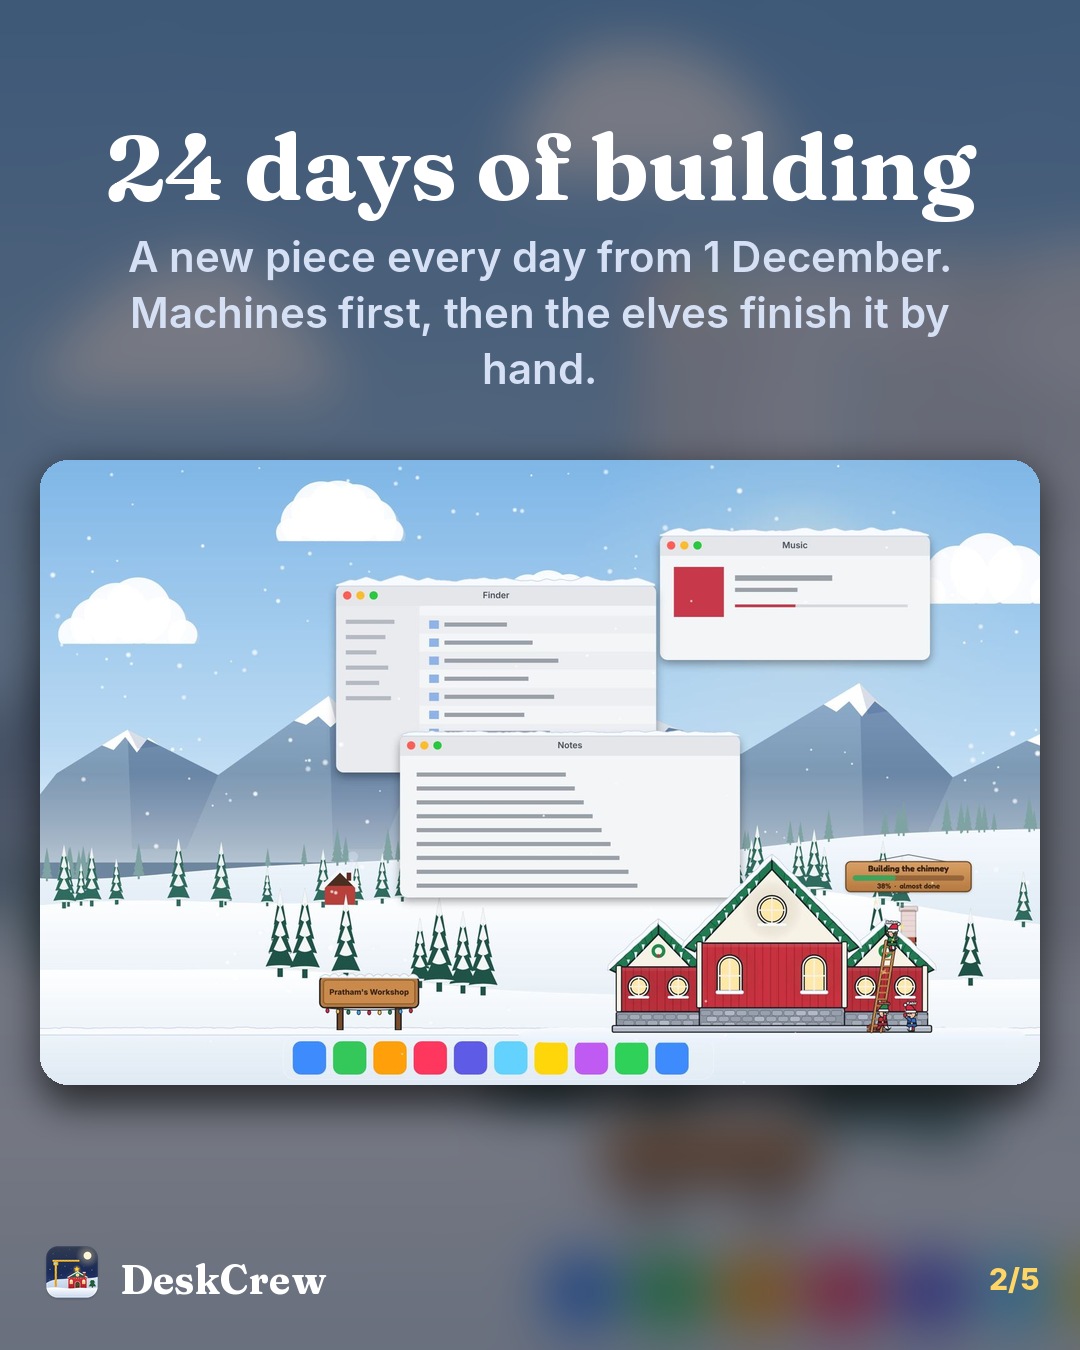 24 days of building
A new piece every day from 1 December.
Machines first, then the elves finish it by
hand.
Music
Finder
Notes
Building the chimney
38% · almost done
Pratham's Workshop
DeskCrew
2/5